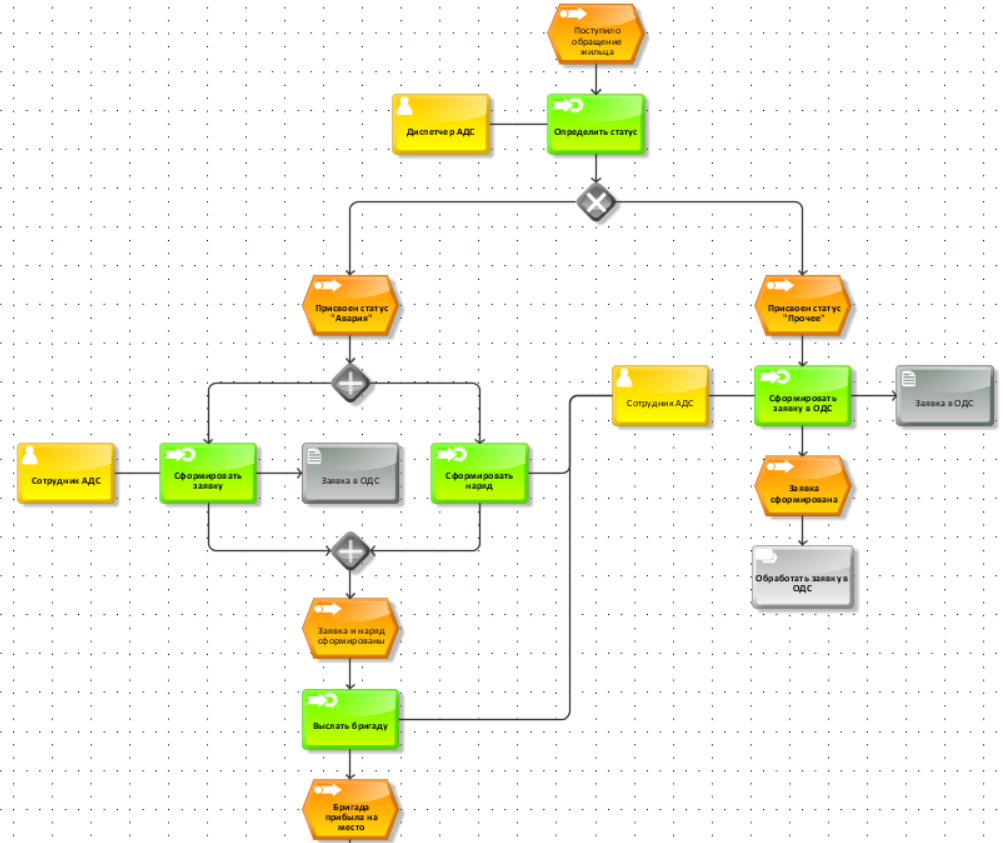 Поступило
обращение
жильца
Диспетчер АДС
Определить статус
Присвоен статус
"Авария"
Присвоен статус
"Прочее"
Сотрудник АДС
Сформировать
заявку в ОДС
Заявка в ОДС
Сотрудник АДС
Сформировать
заявку
Заявка в ОДС
Сформировать
наряд
Заявка
сформирована
Обработать заявку в
ОДС
Заявка и наряд
сформированы
Выслать бригаду
Бригада
прибыла на
место